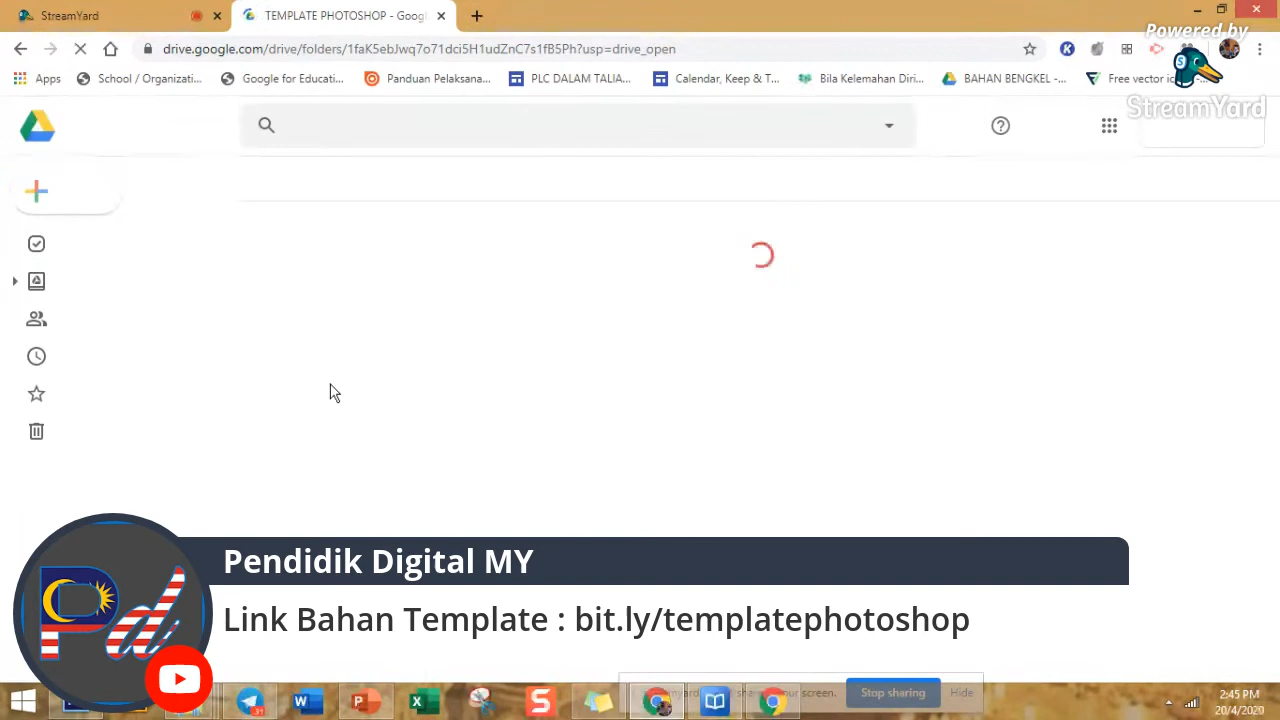 StreamYard
TEMPLATE PHOTOSHOP - Googl
drive.google.com/drive/folders/1faK5ebJwq7o71dci5H1udZnC7s1fB5Ph?usp=drive_open
Powered by
StreamYard
Apps
School / Organizati...
Google for Educati...
Panduan Pelaksana...
PLC DALAM TALIA...
Calendar, Keep & T...
Bila Kelemahan Diri...
BAHAN BENGKEL -...
Free vector
Pendidik Digital MY
Link Bahan Template : bit.ly/templatephotoshop
your screen.
Stop sharing
Hide
2:45 PM
20/4/2020